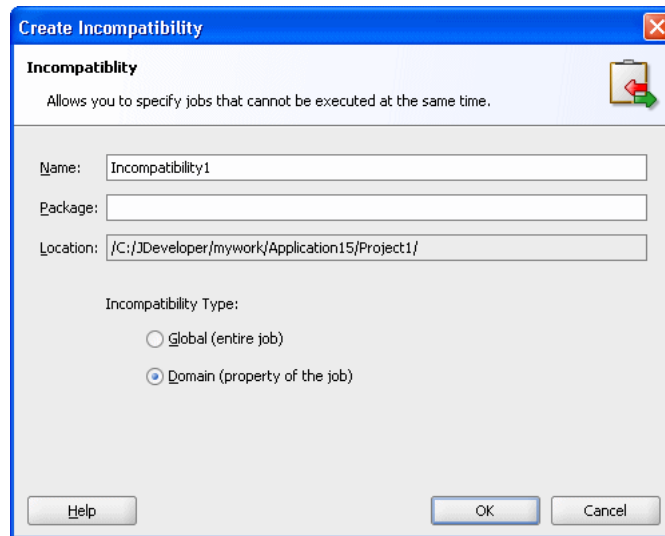 Create Incompatibility
Incompatiblity
Allows you to specify jobs that cannot be executed at the same time.
Name: Incompatibility1
Package:
Location: /C:/JDeveloper/mywork/Application15/Project1/
Incompatibility Type:
Global (entire job)
Domain (property of the job)
Help OK Cancel